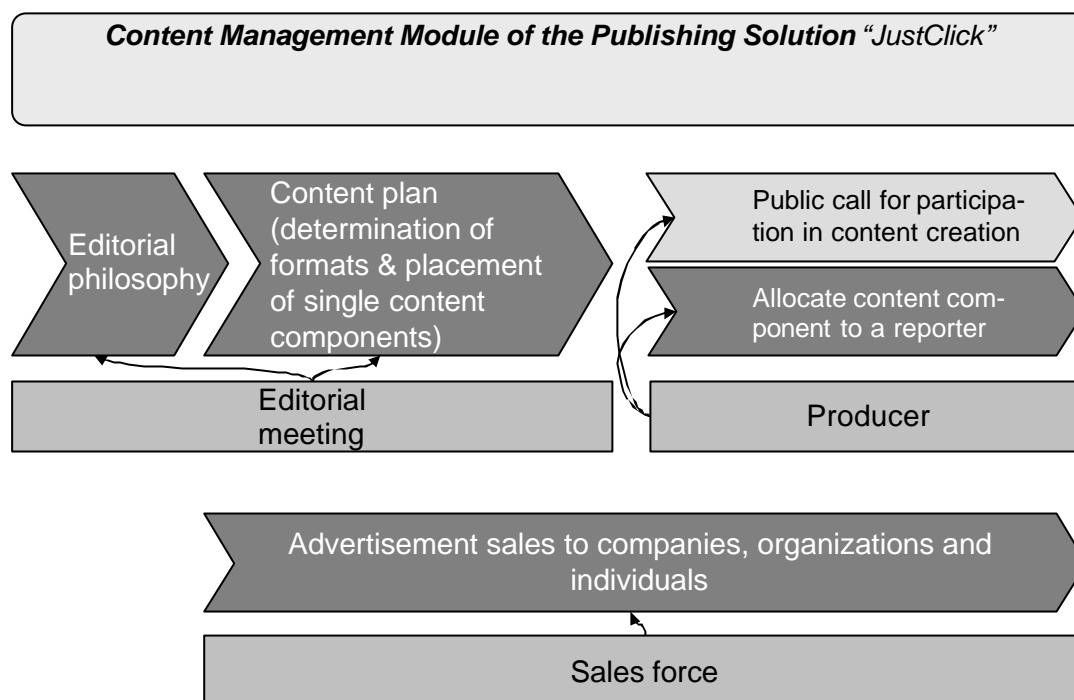 Content Management Module of the Publishing Solution “JustClick”
Editorial
philosophy
Content plan
(determination of
formats & placement
of single content
components)
Public call for participa-
tion in content creation
Allocate content com-
ponent to a reporter
Editorial
meeting
Producer
Advertisement sales to companies, organizations and
individuals
Sales force